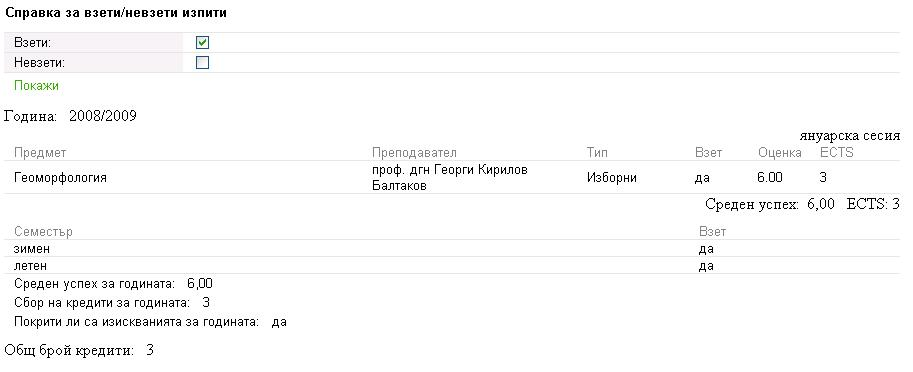 Справка за взети/невзети изпити
Взети:
Невзети:
Покажи
Година: 2008/2009
януарска сесия
Предмет Преподавател Тип Взет Оценка ECTS
Геоморфология проф. дгн Георги Кирилов Балтаков Изборни да 6.00 3
Среден успех: 6,00 ECTS: 3
Семестър Взет
зимен да
летен да
Среден успех за годината: 6,00
Сбор на кредити за годината: 3
Покрити ли са изискванията за годината: да
Общ брой кредити: 3